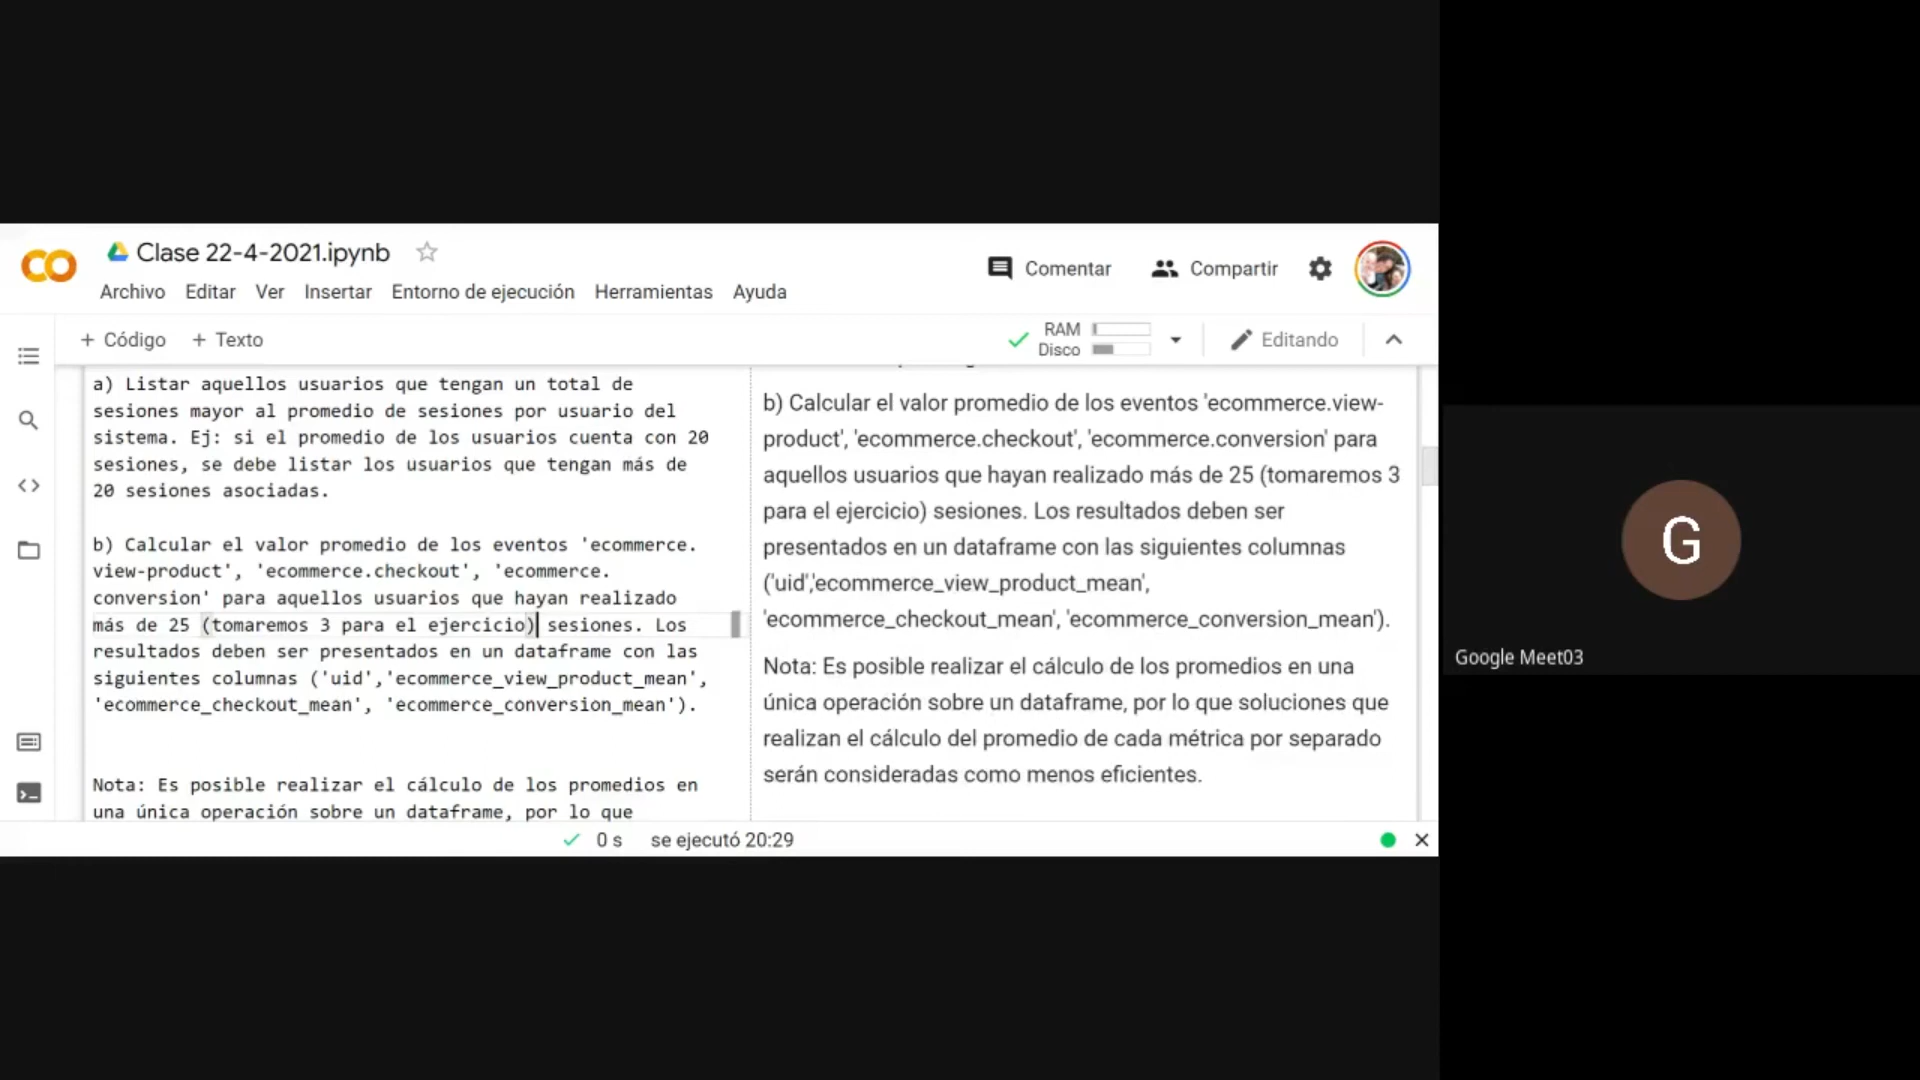 Clase 22-4-2021.ipynb
Comentar
Compartir
Archivo Editar Ver Insertar Entorno de ejecución Herramientas Ayuda
+ Código + Texto
RAM
Disco
Editando
a) Listar aquellos usuarios que tengan un total de
sesiones mayor al promedio de sesiones por usuario del
sistema. Ej: si el promedio de los usuarios cuenta con 20
sesiones, se debe listar los usuarios que tengan más de
20 sesiones asociadas.
b) Calcular el valor promedio de los eventos 'ecommerce.
view-product', 'ecommerce.checkout', 'ecommerce.
conversion' para aquellos usuarios que hayan realizado
más de 25 (tomaremos 3 para el ejercicio) sesiones. Los
resultados deben ser presentados en un dataframe con las
siguientes columnas ('uid','ecommerce_view_product_mean',
'ecommerce_checkout_mean', 'ecommerce_conversion_mean').
Nota: Es posible realizar el cálculo de los promedios en
una única operación sobre un dataframe, por lo que
b) Calcular el valor promedio de los eventos 'ecommerce.view-
product', 'ecommerce.checkout', 'ecommerce.conversion' para
aquellos usuarios que hayan realizado más de 25 (tomaremos 3
para el ejercicio) sesiones. Los resultados deben ser
presentados en un dataframe con las siguientes columnas
('uid','ecommerce_view_product_mean',
'ecommerce_checkout_mean', 'ecommerce_conversion_mean').
Nota: Es posible realizar el cálculo de los promedios en una
única operación sobre un dataframe, por lo que soluciones que
realizan el cálculo del promedio de cada métrica por separado
serán consideradas como menos eficientes.
0 s se ejecutó 20:29
G
Google Meet03